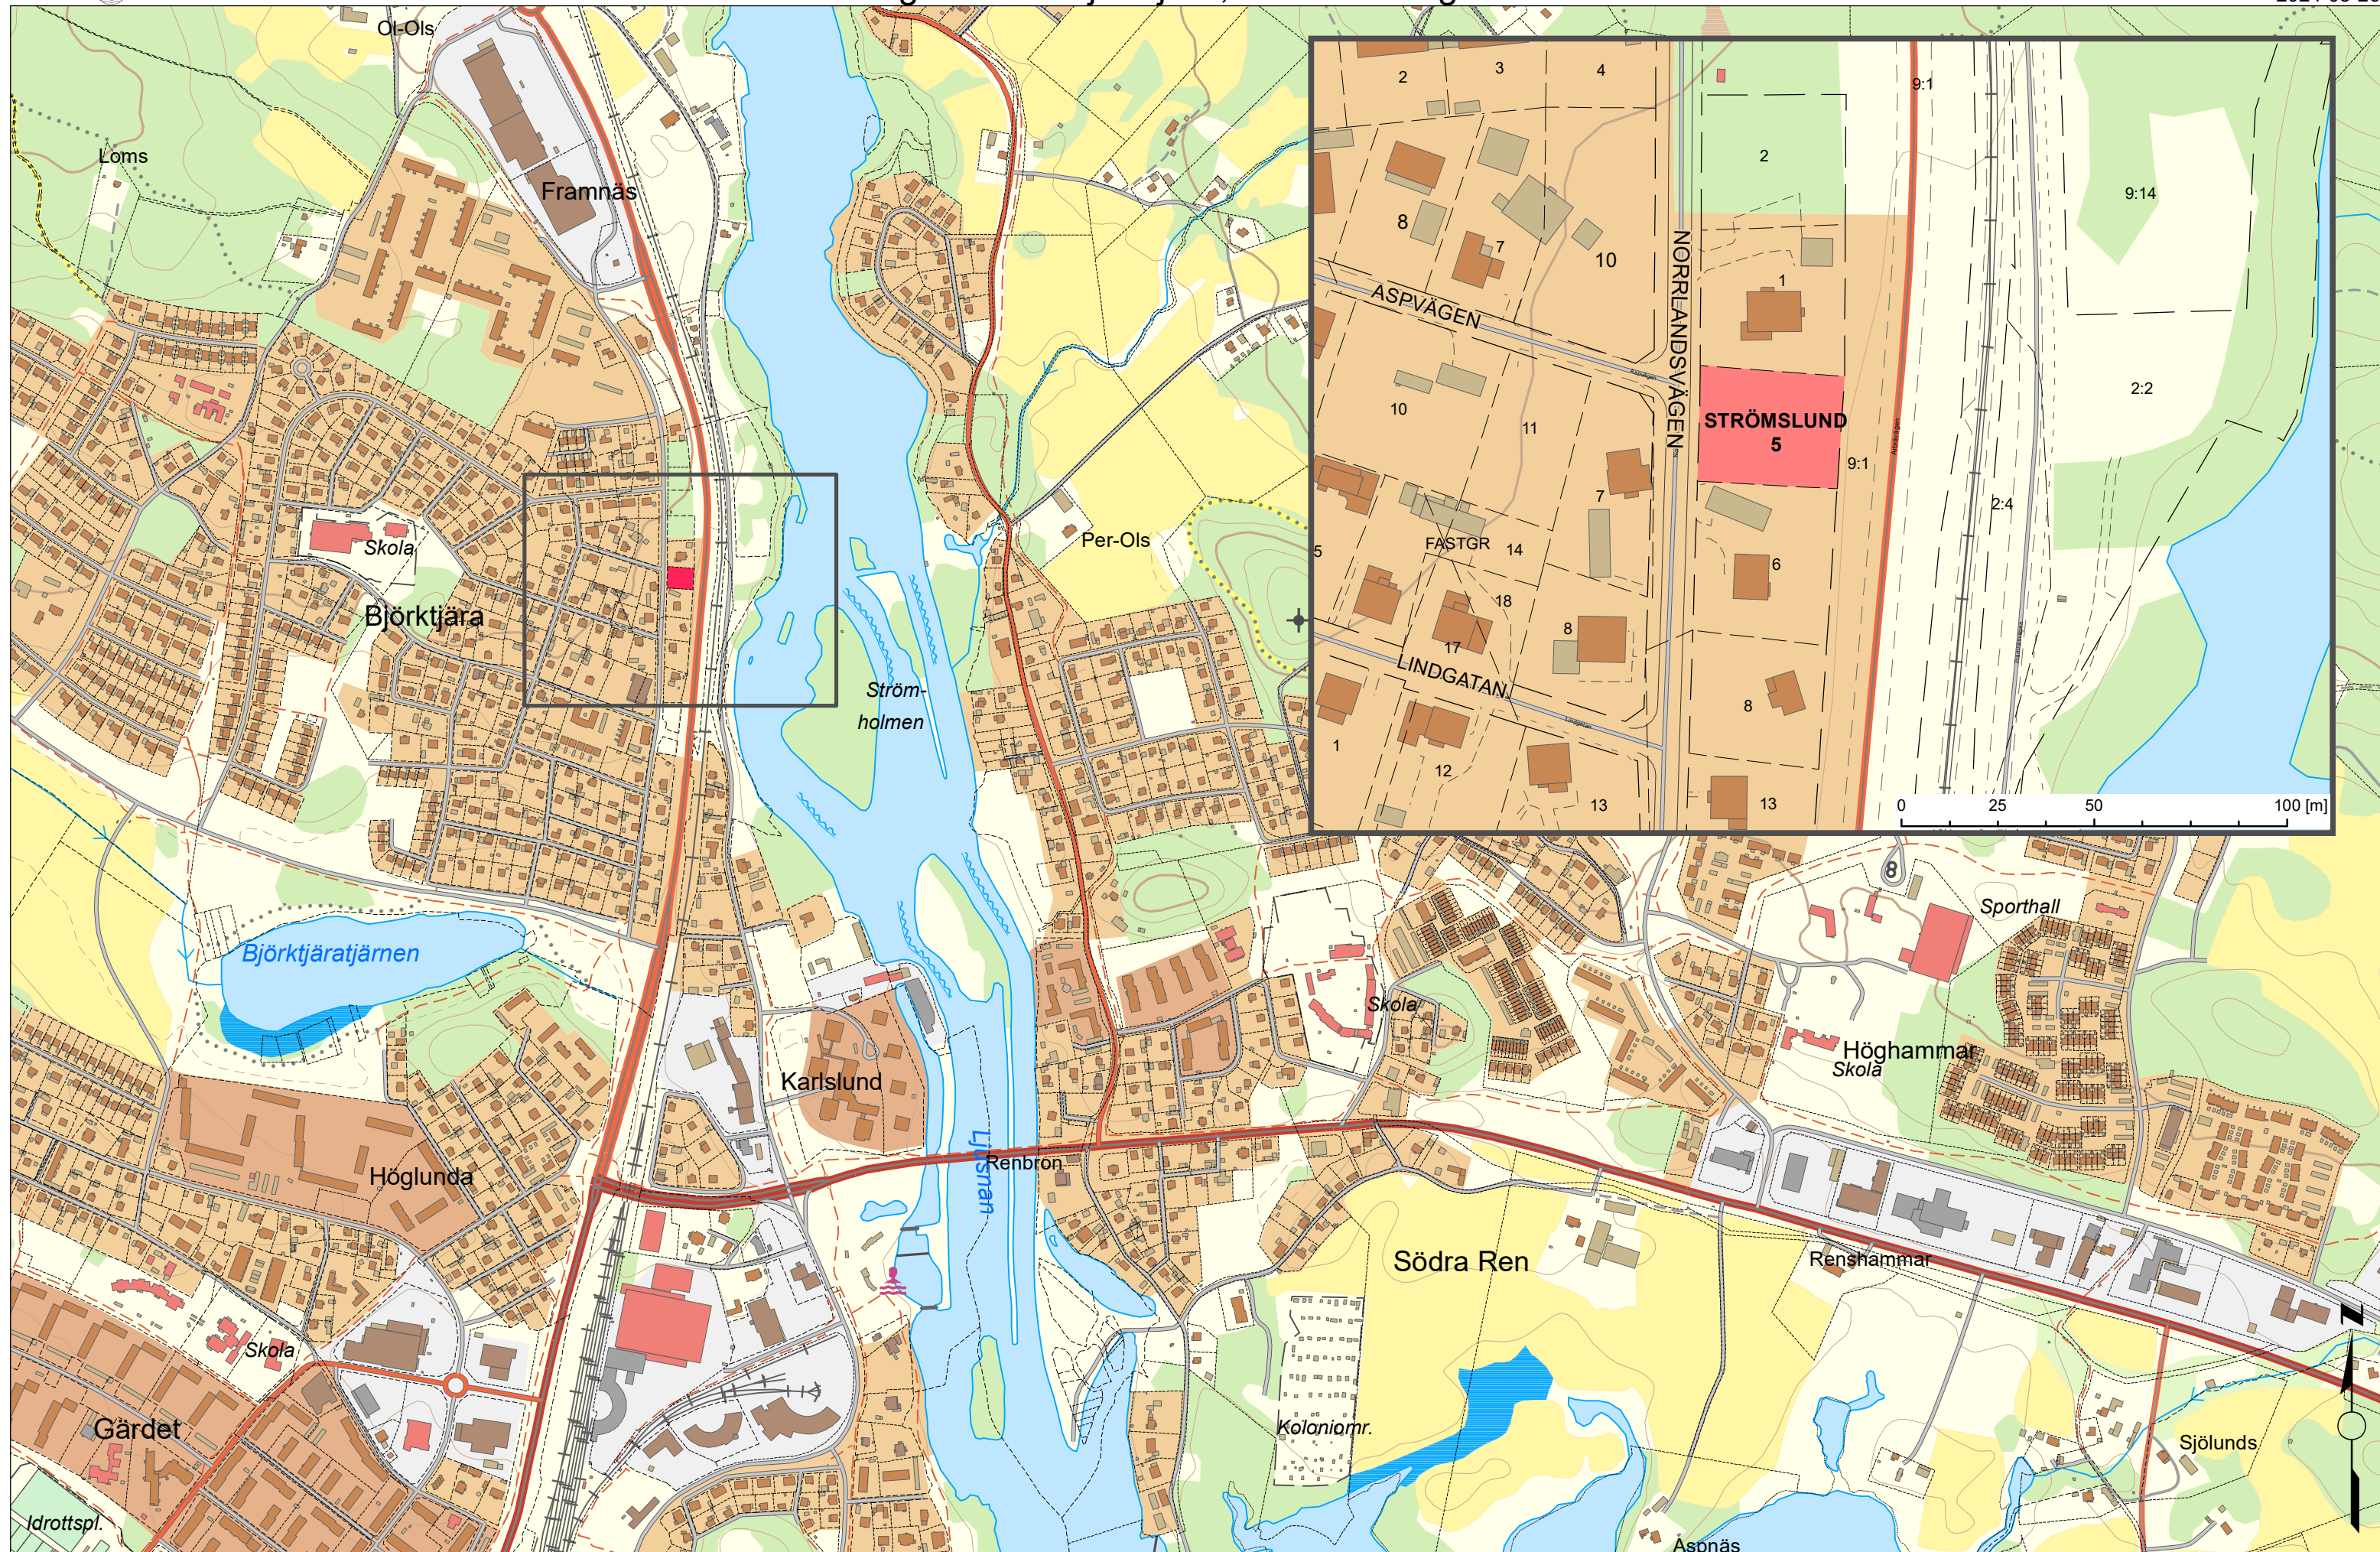 Ol-Ols
Loms
Framnäs
Skola
Björktjära
Per-Ols
Ström-
holmen
Björktjäratjärnen
Karlslund
Höglunda
Ljusnan
Renbron
Skola
Skola
Gärdet
Idrottspl.
Södra Ren
Koloniomr.
Skola
Höghammar
Sporthall
8
Renshammar
Sjölunds
Aspnäs
N
2
3
4
9:1
2
9:14
8
7
10
1
ASPVÄGEN
Aspvägen
NORRLANDSVÄGEN
2:2
10
11
STRÖMSLUND
5
9:1
7
2:4
5
FASTGR
14
6
18
8
17
LINDGATAN
Lindgatan
8
1
12
13
13
0 25 50 100 [m]